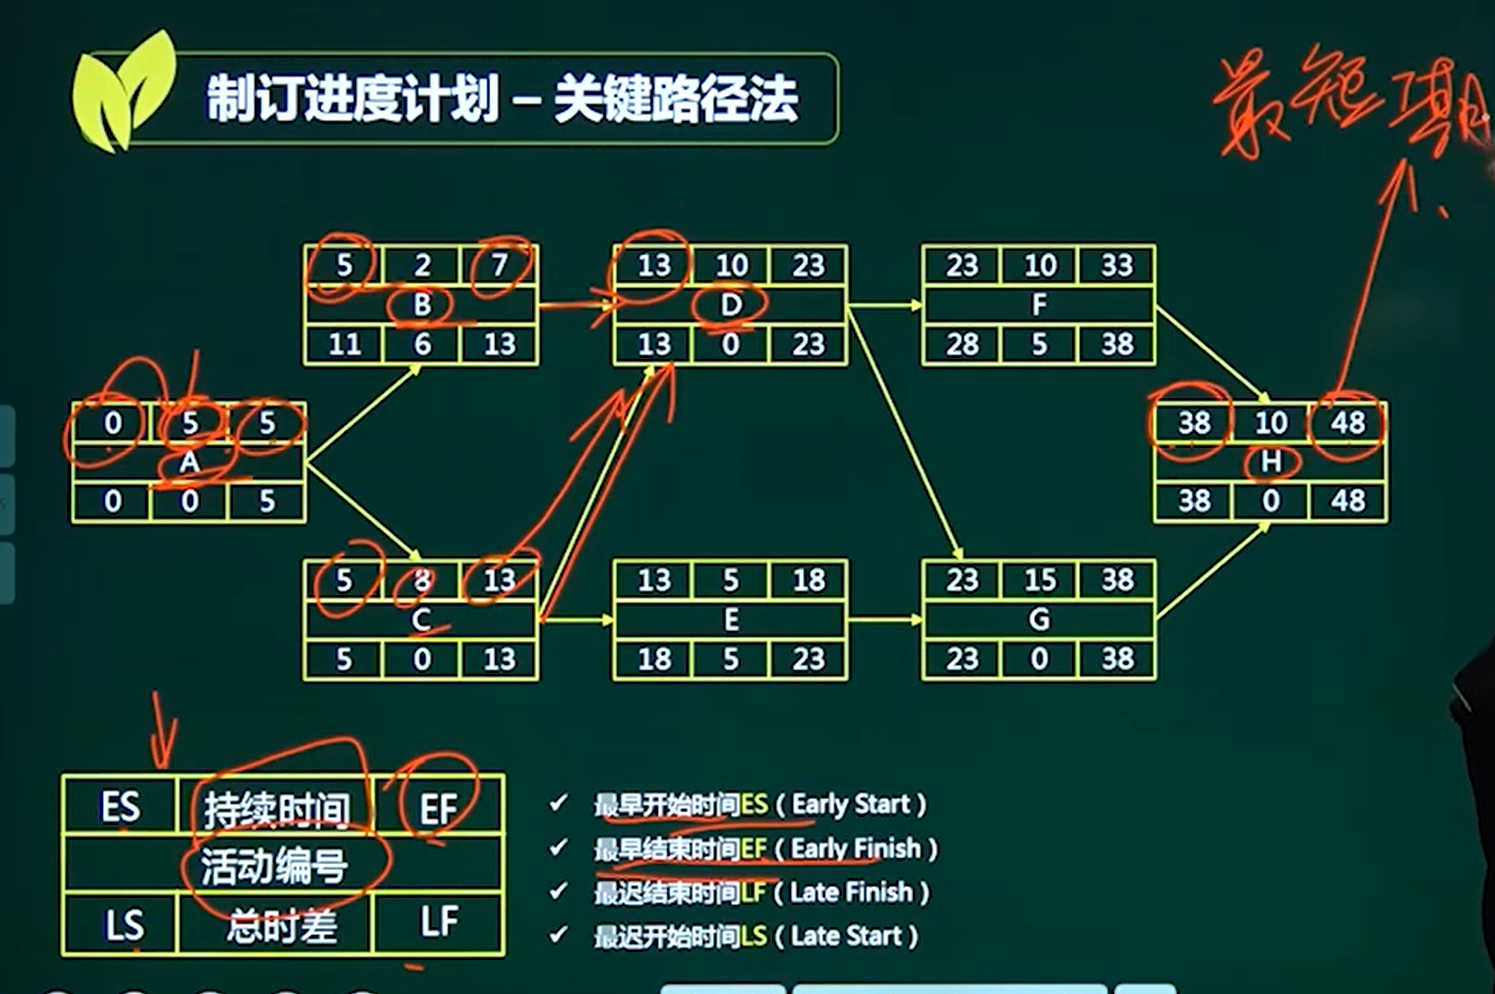 制订进度计划 – 关键路径法
最短工期
5 2 7
B
11 6 13
13 10 23
D
13 0 23
23 10 33
F
28 5 38
0 5 5
A
0 0 5
38 10 48
H
38 0 48
5 8 13
C
5 0 13
13 5 18
E
18 5 23
23 15 38
G
23 0 38
ES 持续时间 EF
活动编号
LS 总时差 LF
✓ 最早开始时间ES（Early Start）
✓ 最早结束时间EF（Early Finish）
✓ 最迟结束时间LF（Late Finish）
✓ 最迟开始时间LS（Late Start）